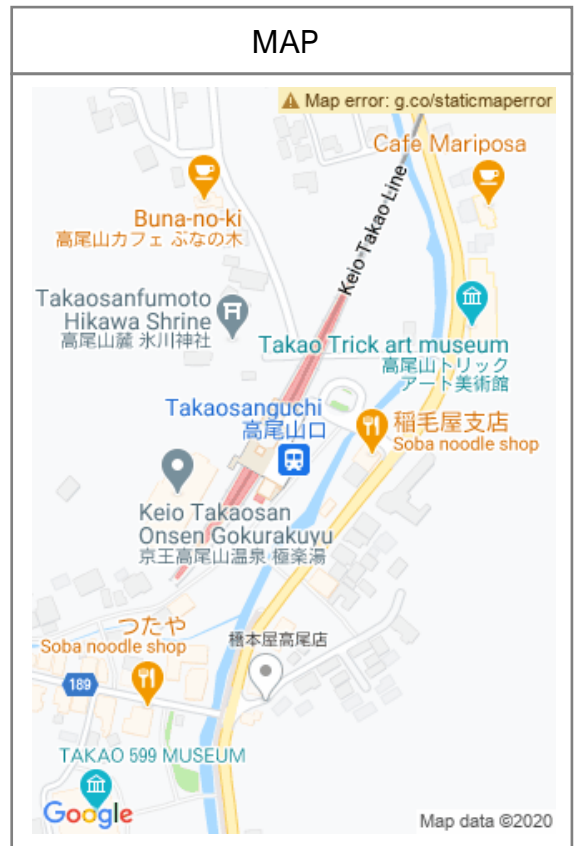 MAP
Map error: g.co/staticmaperror
Cafe Mariposa
Keio Takao Line
Buna-no-ki
高尾山カフェ ぶなの木
Takaosanfumoto
Hikawa Shrine
高尾山麓 氷川神社
Takao Trick art museum
高尾山トリック
アート美術館
Takaosanguchi
高尾山口
稲毛屋支店
Soba noodle shop
Keio Takaosan
Onsen Gokurakuyu
京王高尾山温泉 極楽湯
つたや
Soba noodle shop
橋本屋高尾店
189
TAKAO 599 MUSEUM
Google
Map data ©2020